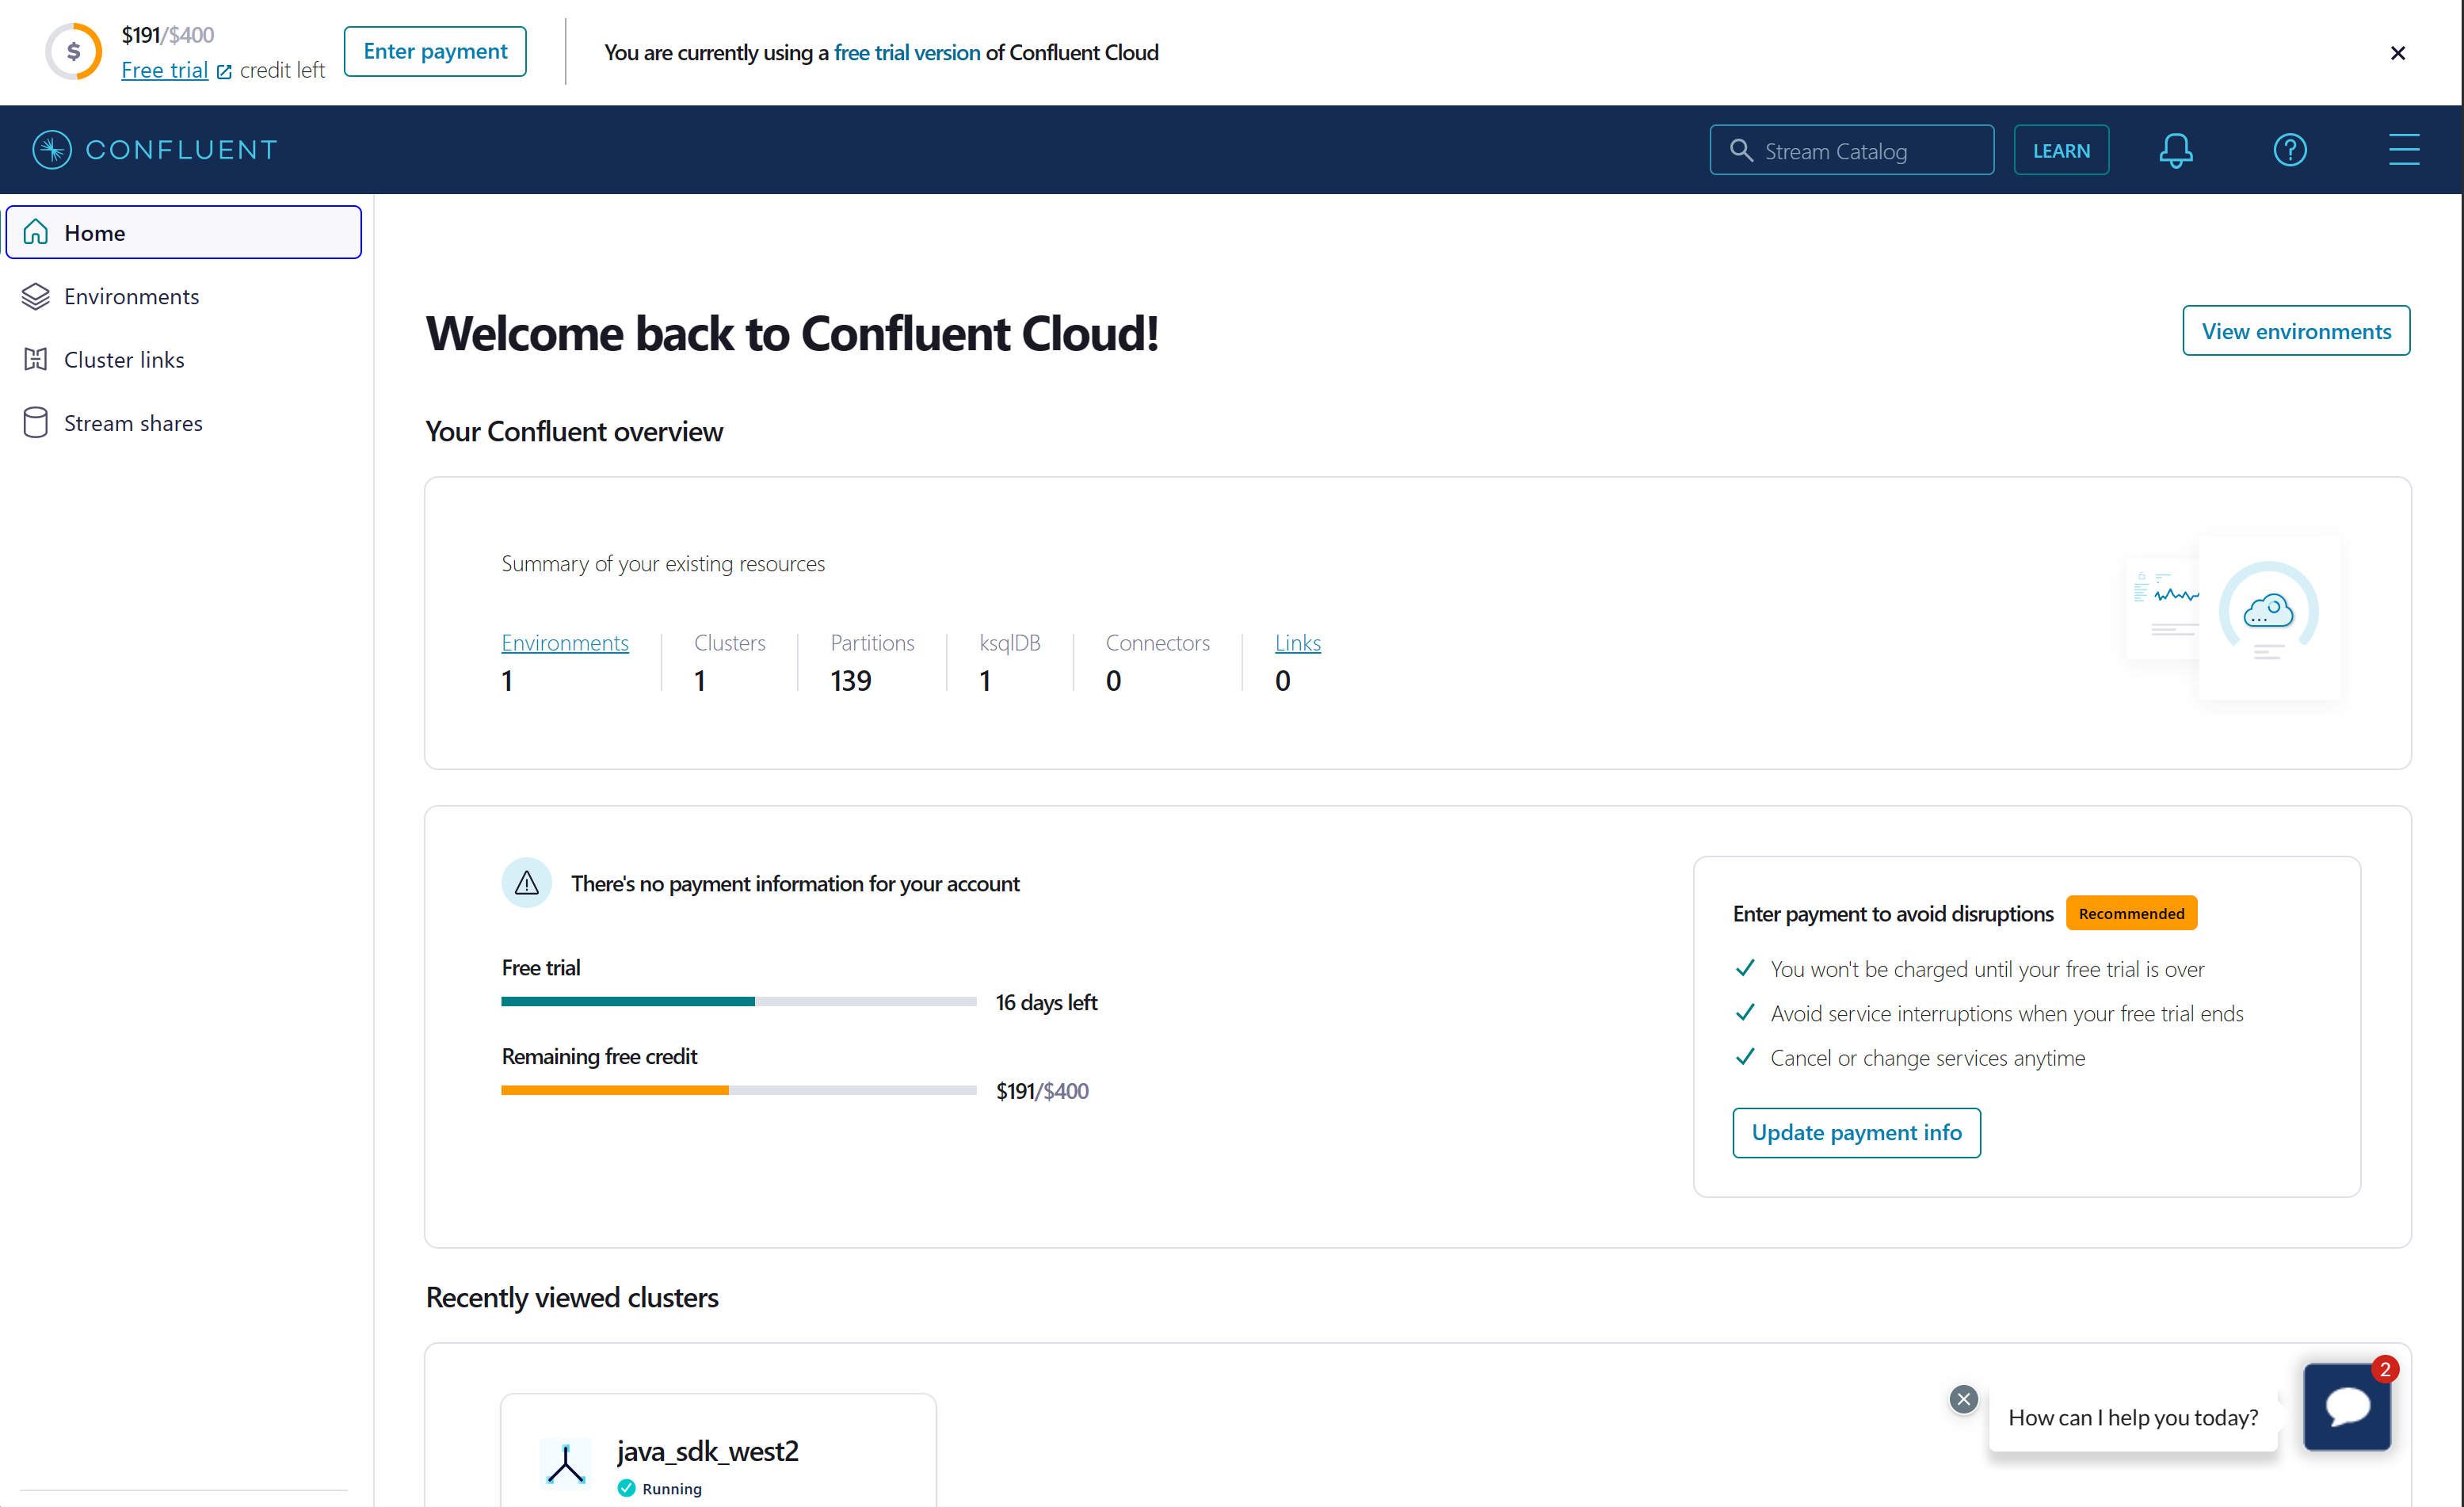 $191/$400
Free trial credit left
Enter payment
You are currently using a free trial version of Confluent Cloud
CONFLUENT
Stream Catalog
LEARN
Home
Environments
Cluster links
Stream shares
Welcome back to Confluent Cloud!
View environments
Your Confluent overview
Summary of your existing resources
Environments
1
Clusters
1
Partitions
139
ksqlDB
1
Connectors
0
Links
0
There's no payment information for your account
Free trial
16 days left
Remaining free credit
$191/$400
Enter payment to avoid disruptions
Recommended
You won't be charged until your free trial is over
Avoid service interruptions when your free trial ends
Cancel or change services anytime
Update payment info
Recently viewed clusters
java_sdk_west2
Running
How can I help you today?
2